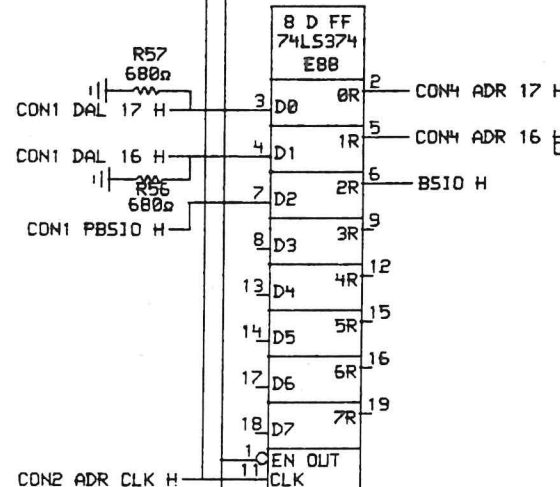 8 D FF
74LS374
E88
R57
680Ω
CON1 DAL 17 H
3 D0
0R 2
CON4 ADR 17 H
CON1 DAL 16 H
4 D1
1R 5
CON4 ADR 16 H
R56
680Ω
7 D2
2R 6
BSIO H
CON1 PBSIO H
8 D3
3R 9
13 D4
4R 12
14 D5
5R 15
17 D6
6R 16
18 D7
7R 19
1 EN OUT
CON2 ADR CLK H
11 CLK